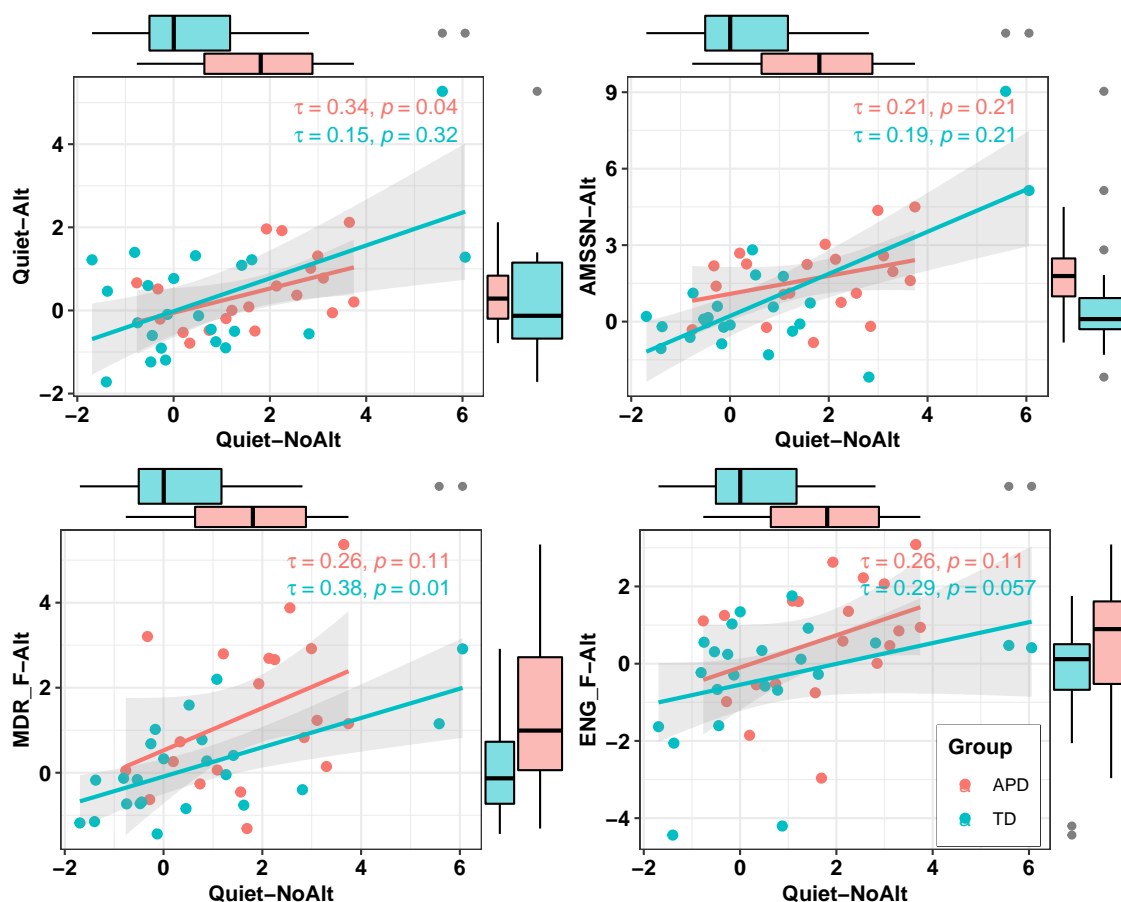 τ = 0.34, p = 0.04
τ = 0.15, p = 0.32
4
2
0
−2
Quiet−Alt
−2 0 2 4 6
Quiet−NoAlt
τ = 0.21, p = 0.21
τ = 0.19, p = 0.21
9
6
3
0
AMSSN−Alt
−2 0 2 4 6
Quiet−NoAlt
τ = 0.26, p = 0.11
τ = 0.38, p = 0.01
4
2
0
MDR_F−Alt
−2 0 2 4 6
Quiet−NoAlt
τ = 0.26, p = 0.11
τ = 0.29, p = 0.057
2
0
−2
−4
ENG_F−Alt
Group
APD
TD
−2 0 2 4 6
Quiet−NoAlt